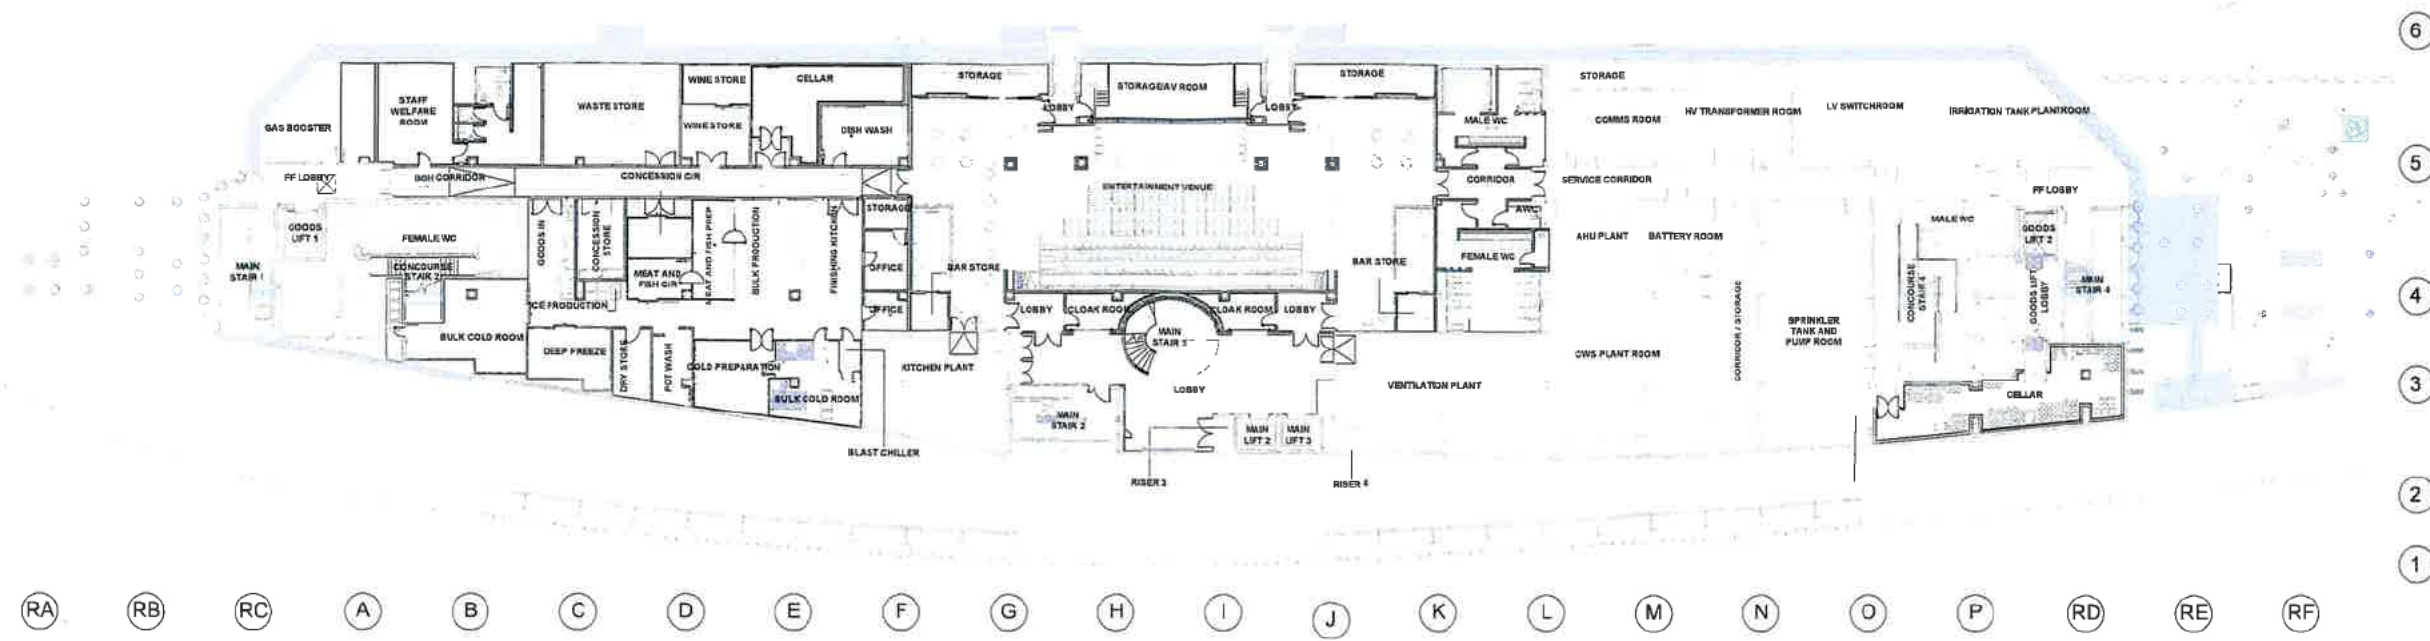 6
STORAGE
STORAGE
STORAGE
WINE STORE
CELLAR
STORAGE/AV ROOM
STAFF
WELFARE
ROOM
WASTE STORE
LOBBY
LOBBY
HV TRANSFORMER ROOM
LV SWITCHROOM
IRRIGATION TANK PLANTROOM
GAS BOOSTER
WINE STORE
DISH WASH
MALE WC
COMMS ROOM
5
FF LOBBY
BOH CORRIDOR
CONCESSION CIR
ENTERTAINMENT VENUE
CORRIDOR
SERVICE CORRIDOR
FF LOBBY
STORAGE
AWC
MALE WC
GOODS
LIFT 1
FEMALE WC
GOODS IN
CONCESSION
STORE
MEAT AND / FISH PREP
BULK PRODUCTION
FINISHING KITCHEN
AHU PLANT
BATTERY ROOM
GOODS
LIFT 2
MAIN
STAIR 1
CONCOURSE
STAIR 2
MEAT AND
FISH CIR
OFFICE
BAR STORE
BAR STORE
FEMALE WC
CONCOURSE
STAIR 4
GOODS LIFT
LOBBY
MAIN
STAIR 4
4
ICE PRODUCTION
OFFICE
LOBBY
CLOAK ROOM
CLOAK ROOM
LOBBY
CORRIDOR / STORAGE
SPRINKLER
TANK AND
PUMP ROOM
BULK COLD ROOM
MAIN
STAIR 3
DEEP FREEZE
DRY STORE
POT WASH
COLD PREPARATION
KITCHEN PLANT
CWS PLANT ROOM
LOBBY
VENTILATION PLANT
3
BULK COLD ROOM
CELLAR
MAIN
STAIR 2
MAIN
LIFT 2
MAIN
LIFT 3
BLAST CHILLER
RISER 3
RISER 4
2
1
RA
RB
RC
A
B
C
D
E
F
G
H
I
J
K
L
M
N
O
P
RD
RE
RF